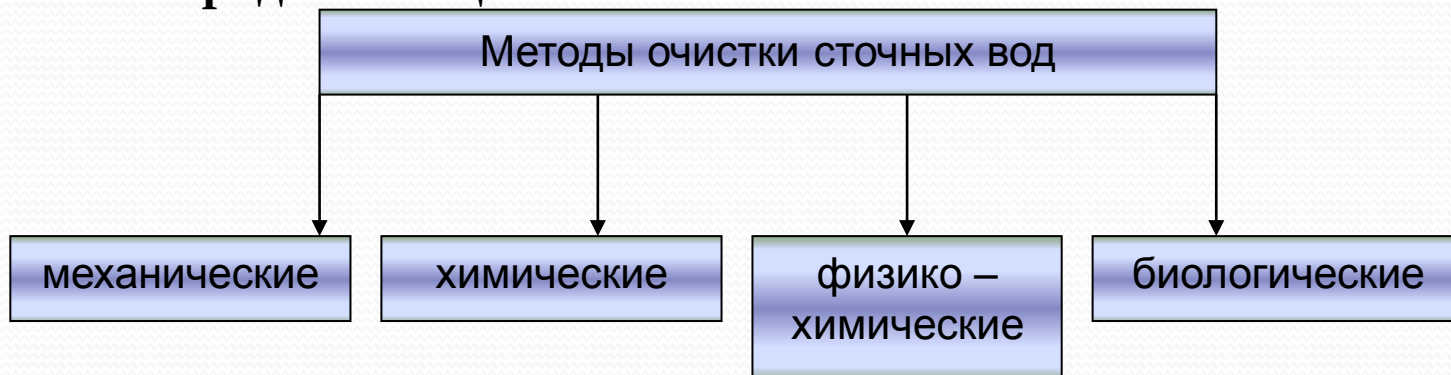 Методы очистки сточных вод
механические
химические
физико –
химические
биологические